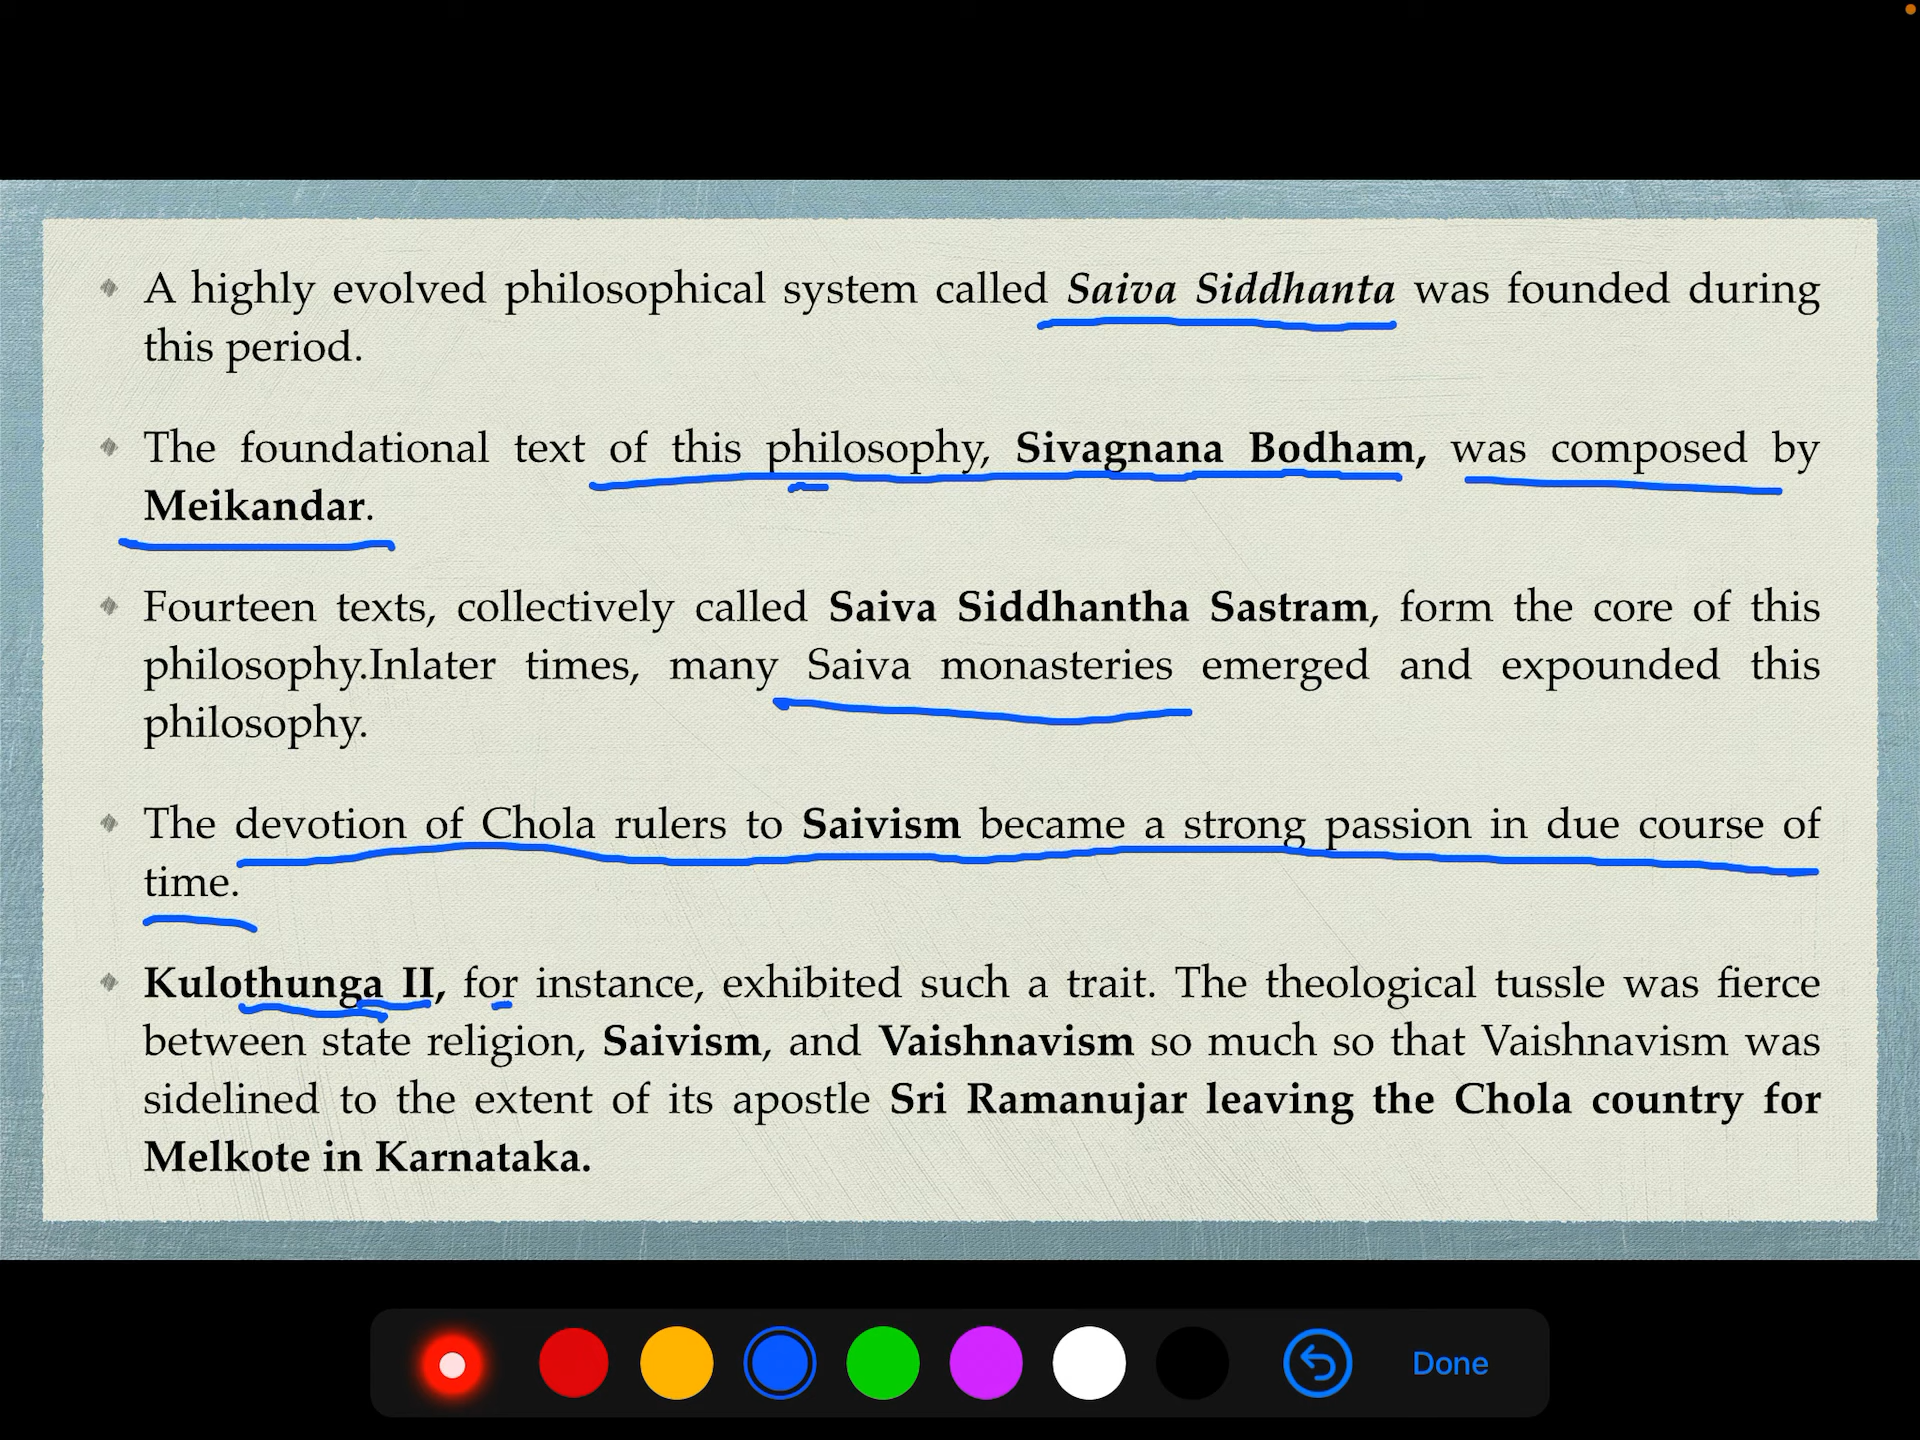 A highly evolved philosophical system called Saiva Siddhanta was founded during
this period.
The foundational text of this philosophy, Sivagnana Bodham, was composed by
Meikandar.
Fourteen texts, collectively called Saiva Siddhantha Sastram, form the core of this
philosophy.Inlater times, many Saiva monasteries emerged and expounded this
philosophy.
The devotion of Chola rulers to Saivism became a strong passion in due course of
time.
Kulothunga II, for instance, exhibited such a trait. The theological tussle was fierce
between state religion, Saivism, and Vaishnavism so much so that Vaishnavism was
sidelined to the extent of its apostle Sri Ramanujar leaving the Chola country for
Melkote in Karnataka.
Done